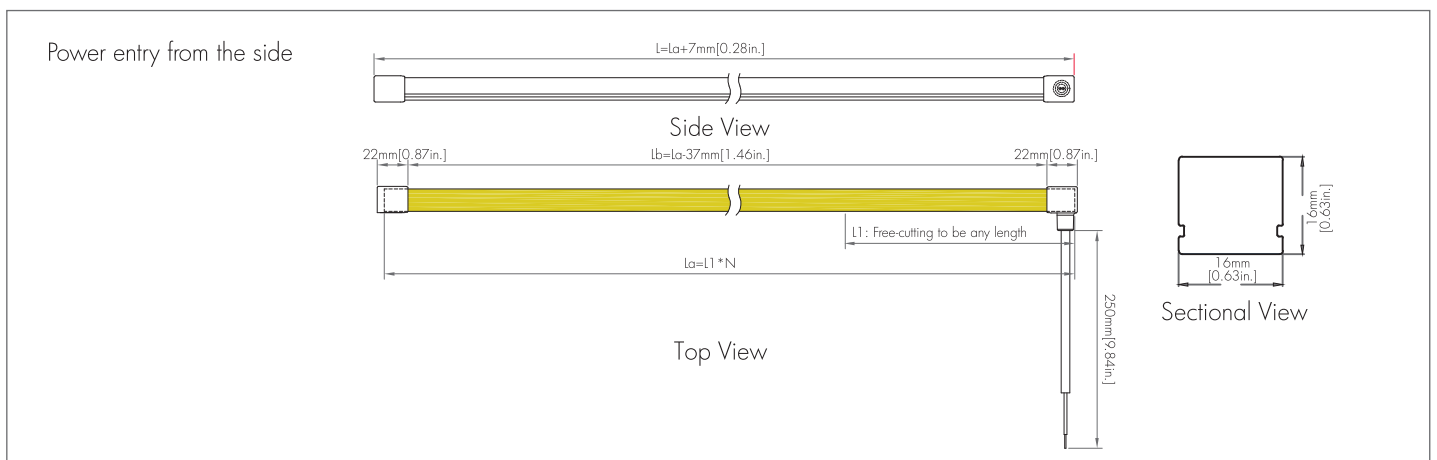 Power entry from the side
L=La+7mm[0.28in.]
Side View
22mm[0.87in.]
Lb=La-37mm[1.46in.]
22mm[0.87in.]
L1: Free-cutting to be any length
La=L1*N
250mm[9.84in.]
Top View
16mm
[0.63in.]
16mm
[0.63in.]
Sectional View